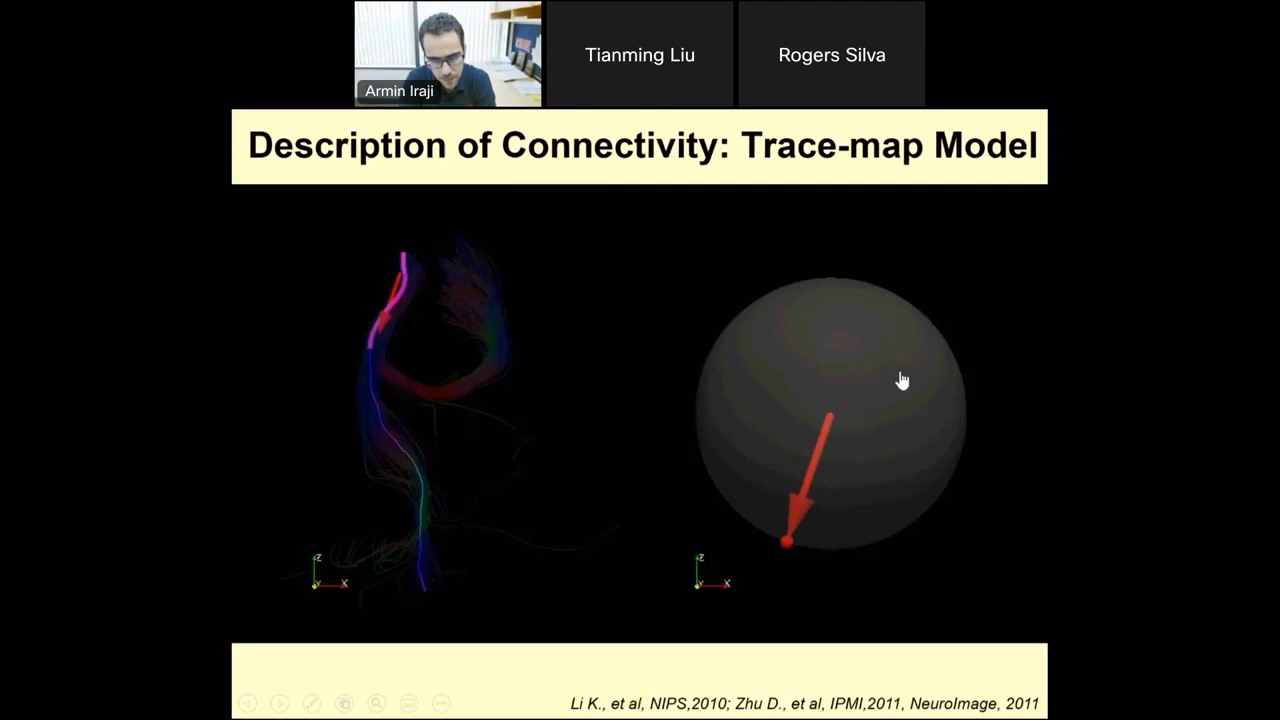 Armin Iraji
Tianming Liu
Rogers Silva
Description of Connectivity: Trace-map Model
Z
Y X
Z
Y X
Li K., et al, NIPS,2010; Zhu D., et al, IPMI,2011, NeuroImage, 2011